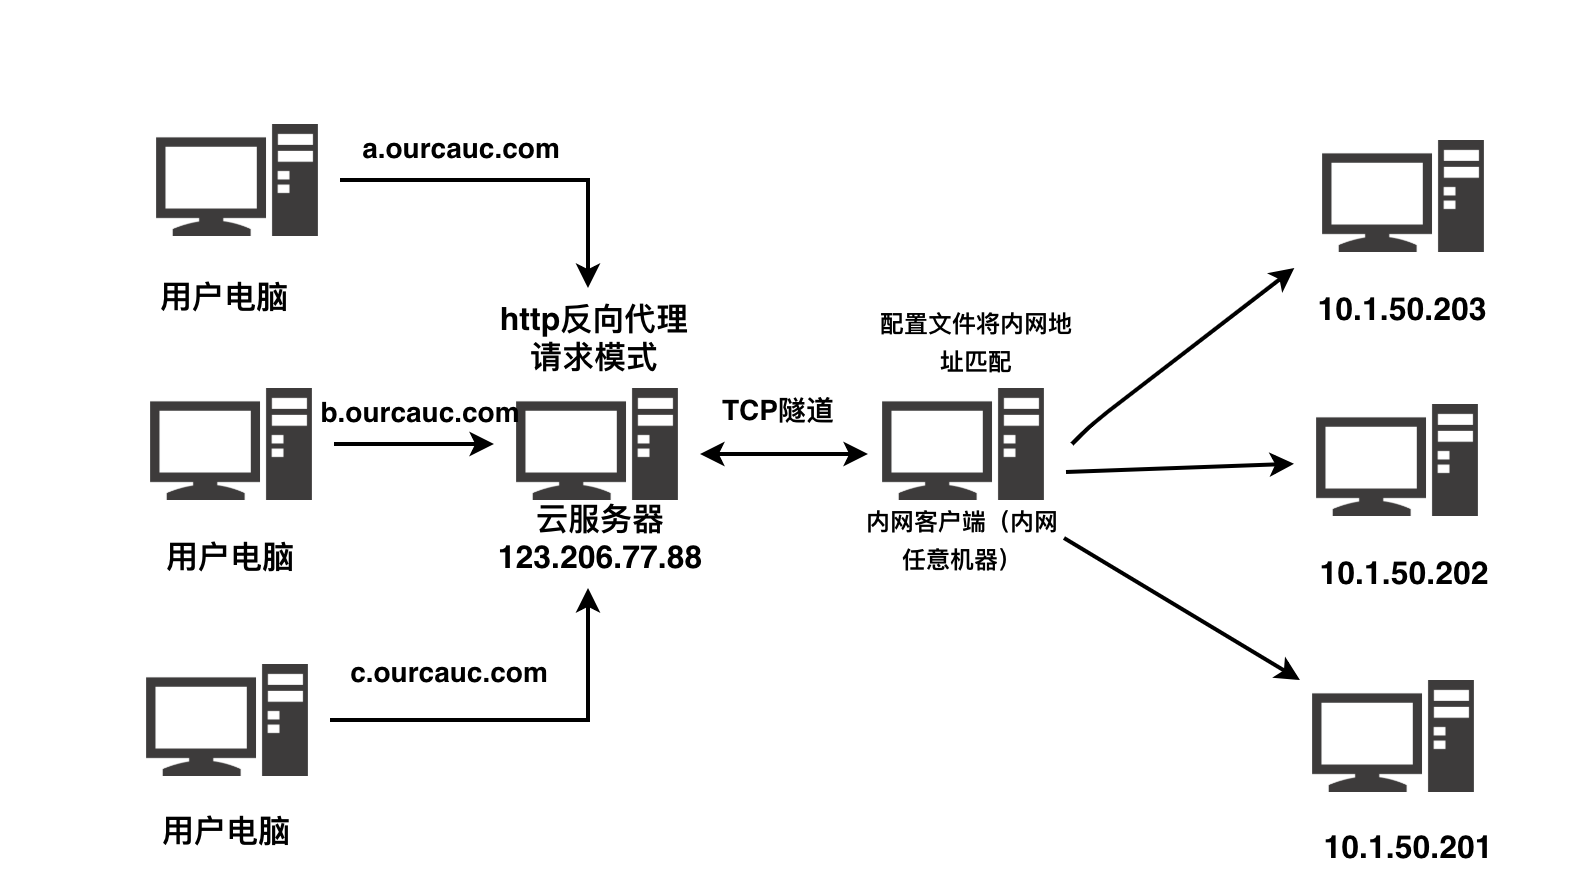 a.ourcauc.com
用户电脑
http反向代理
请求模式
配置文件将内网地
址匹配
10.1.50.203
b.ourcauc.com
TCP隧道
用户电脑
云服务器
123.206.77.88
内网客户端（内网
任意机器）
10.1.50.202
c.ourcauc.com
用户电脑
10.1.50.201